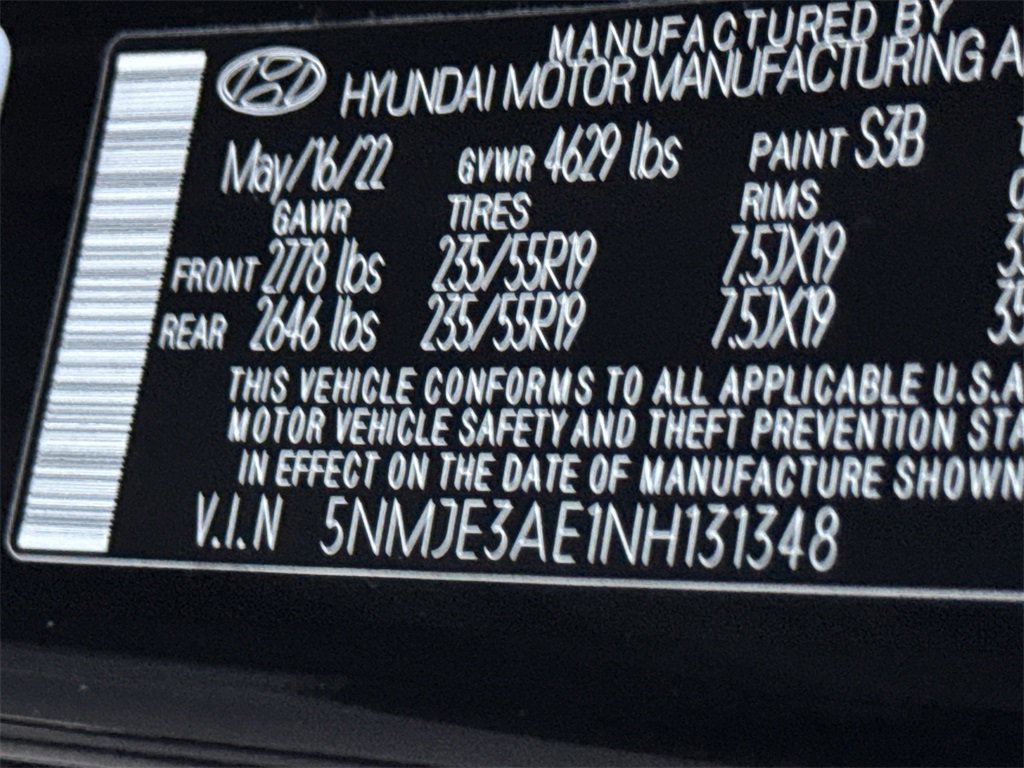 MANUFACTURED BY
HYUNDAI MOTOR MANUFACTURING A
May/16/22 GVWR 4629 lbs PAINT S3B
GAWR TIRES RIMS
FRONT 2778 lbs 235/55R19 7.5JX19
REAR 2646 lbs 235/55R19 7.5JX19 35
THIS VEHICLE CONFORMS TO ALL APPLICABLE U.S.A
MOTOR VEHICLE SAFETY AND THEFT PREVENTION STA
IN EFFECT ON THE DATE OF MANUFACTURE SHOWN
V.I.N 5NMJE3AE1NH131348